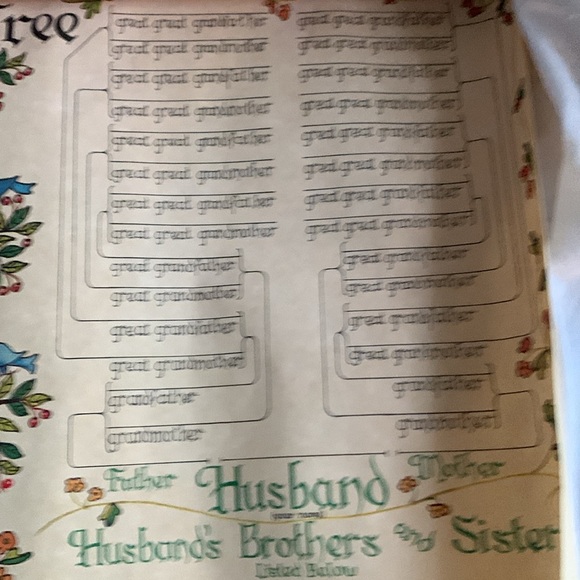 ree
great great grandfather great great grandfather
great great grandmother great great grandmother
great great grandfather great great grandfather
great great grandmother great great grandmother
great great grandfather great great grandfather
great great grandmother great great grandmother
great great grandfather great great grandfather
great great grandmother great great grandmother
great grandfather great grandfather
great grandmother great grandmother
great grandfather great grandfather
great grandmother great grandmother
grandfather grandfather
grandmother grandmother
Father Husband Mother
(your name)
Husband's Brothers and Sister
Listed Below